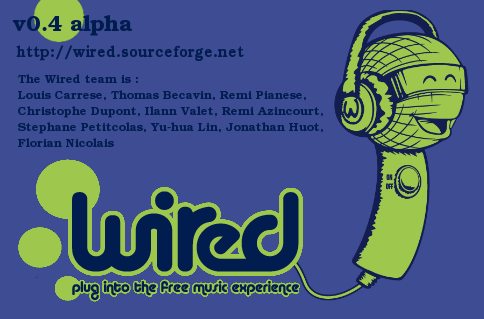 v0.4 alpha
http://wired.sourceforge.net
The Wired team is :
Louis Carrese, Thomas Becavin, Remi Pianese,
Christophe Dupont, Ilann Valet, Remi Azincourt,
Stephane Petitcolas, Yu-hua Lin, Jonathan Huot,
Florian Nicolais
W
ON
OFF
wired
plug into the free music experience